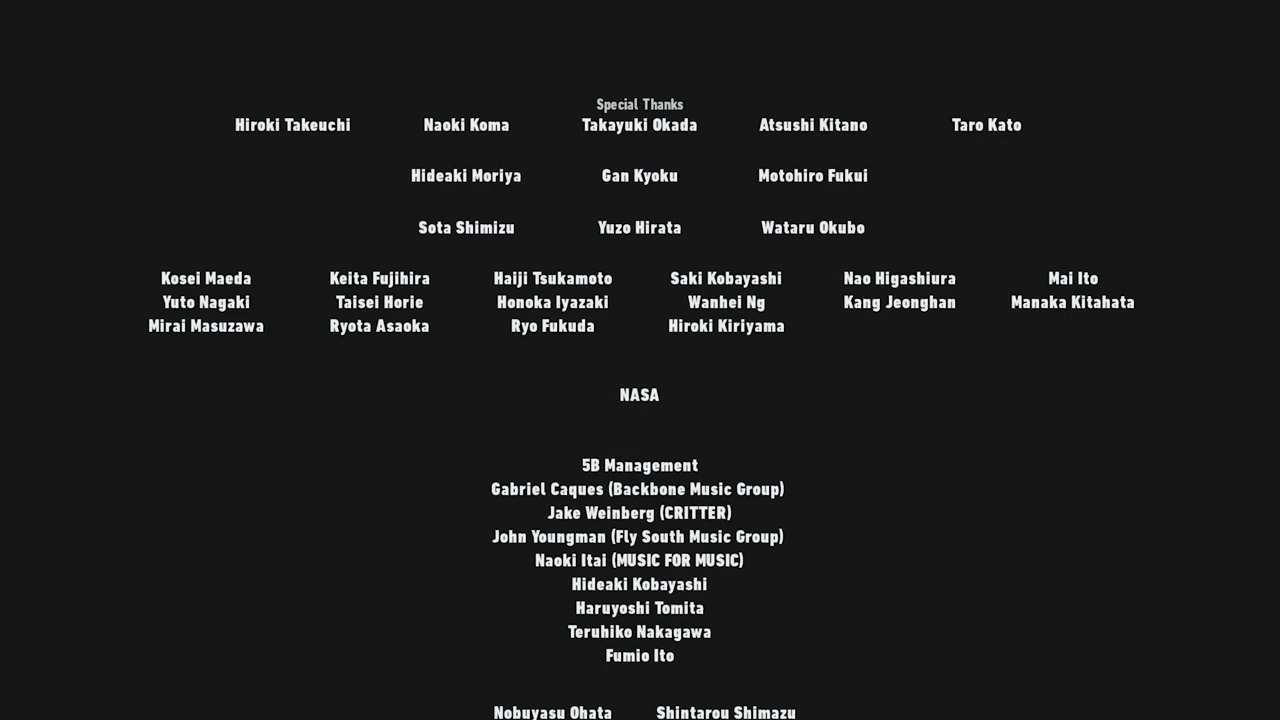 Special Thanks
Hiroki Takeuchi Naoki Koma Takayuki Okada Atsushi Kitano Taro Kato
Hideaki Moriya Gan Kyoku Motohiro Fukui
Sota Shimizu Yuzo Hirata Wataru Okubo
Kosei Maeda Keita Fujihira Haiji Tsukamoto Saki Kobayashi Nao Higashiura Mai Ito
Yuto Nagaki Taisei Horie Honoka Iyazaki Wanhei Ng Kang Jeonghan Manaka Kitahata
Mirai Masuzawa Ryota Asaoka Ryo Fukuda Hiroki Kiriyama
NASA
5B Management
Gabriel Caques (Backbone Music Group)
Jake Weinberg (CRITTER)
John Youngman (Fly South Music Group)
Naoki Itai (MUSIC FOR MUSIC)
Hideaki Kobayashi
Haruyoshi Tomita
Teruhiko Nakagawa
Fumio Ito
Nobuyasu Ohata Shintarou Shimazu